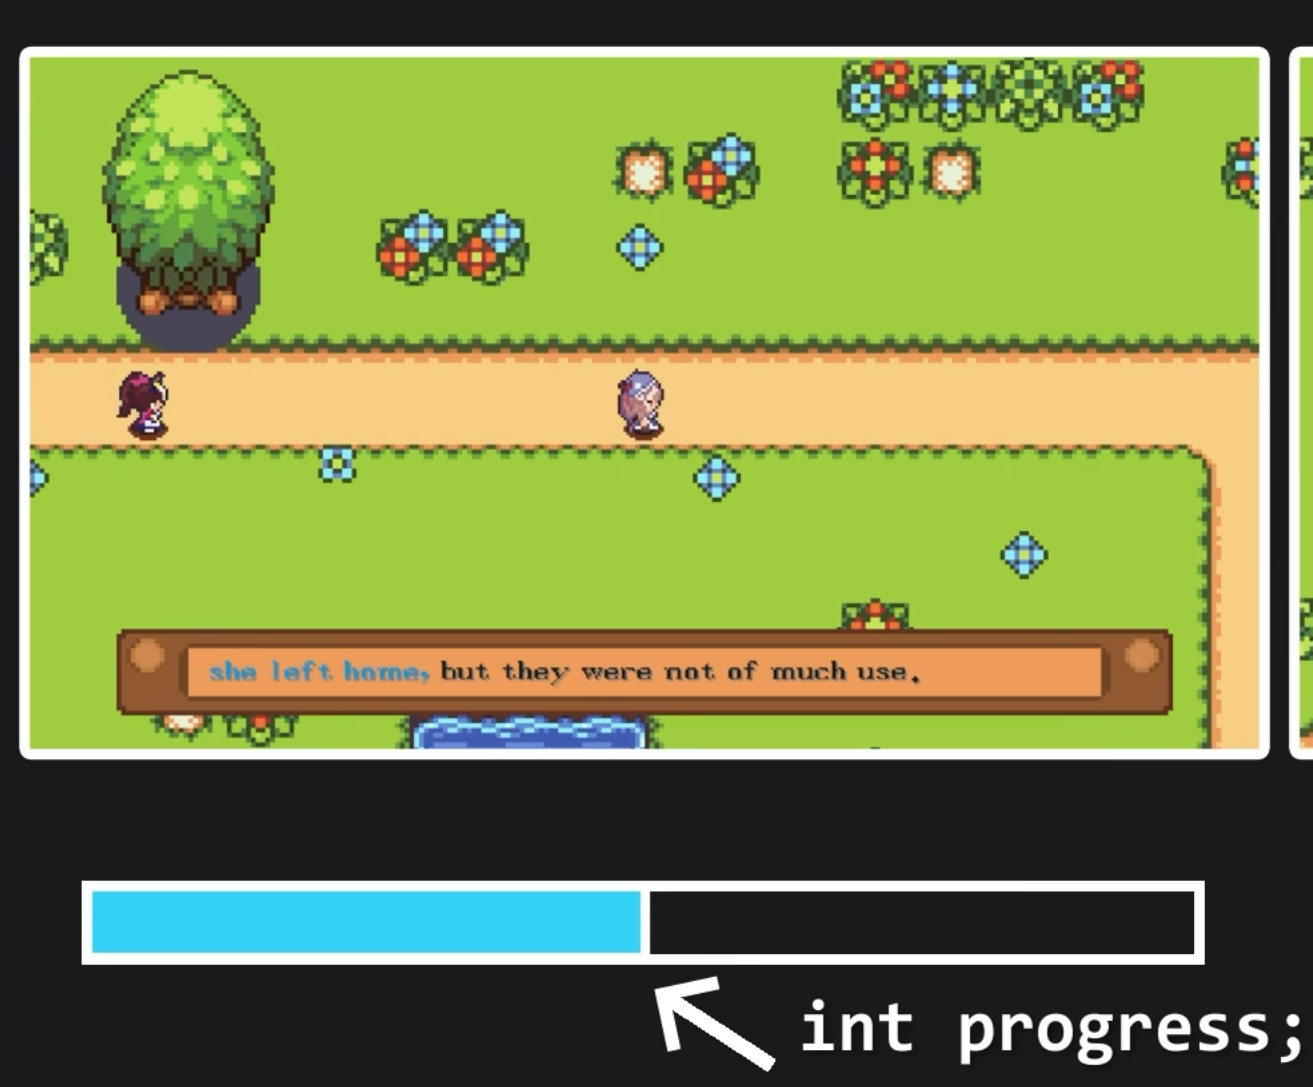 she left home, but they were not of much use.
int progress;